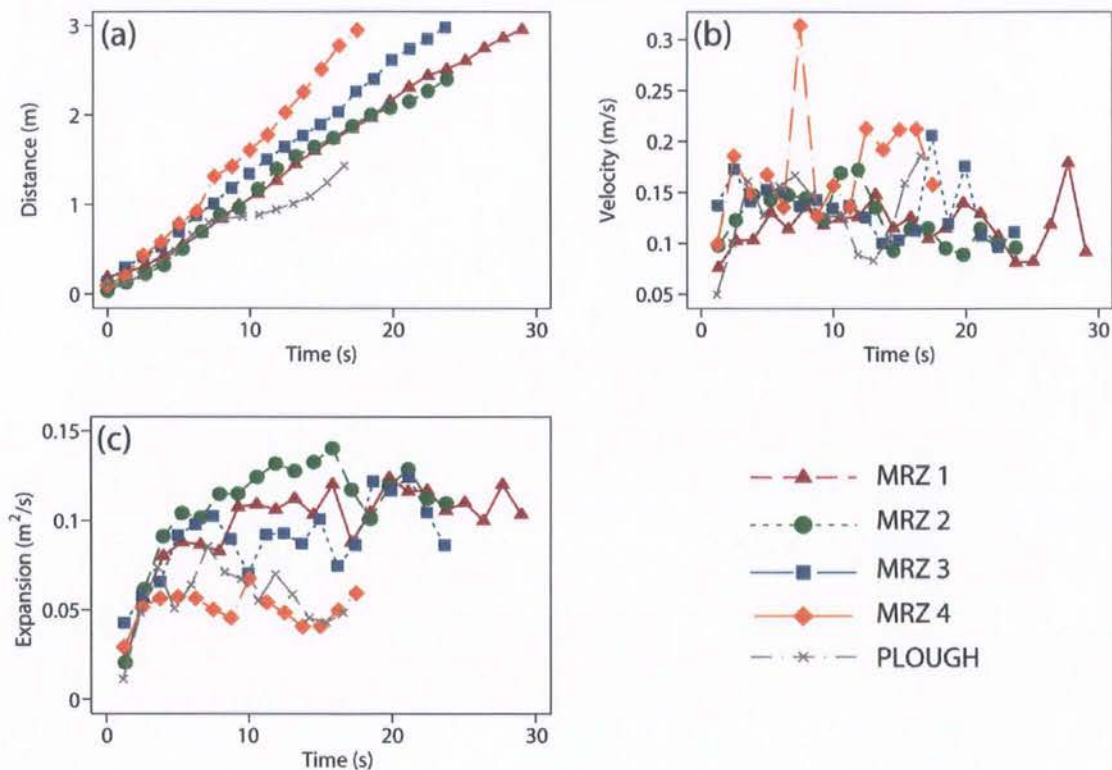 (a)
Distance (m)
3
2
1
0
0
10
20
30
Time (s)
(b)
Velocity (m/s)
0.3
0.25
0.2
0.15
0.1
0.05
0
10
20
30
Time (s)
(c)
Expansion (m²/s)
0.15
0.1
0.05
0
0
10
20
30
Time (s)
MRZ 1
MRZ 2
MRZ 3
MRZ 4
PLOUGH